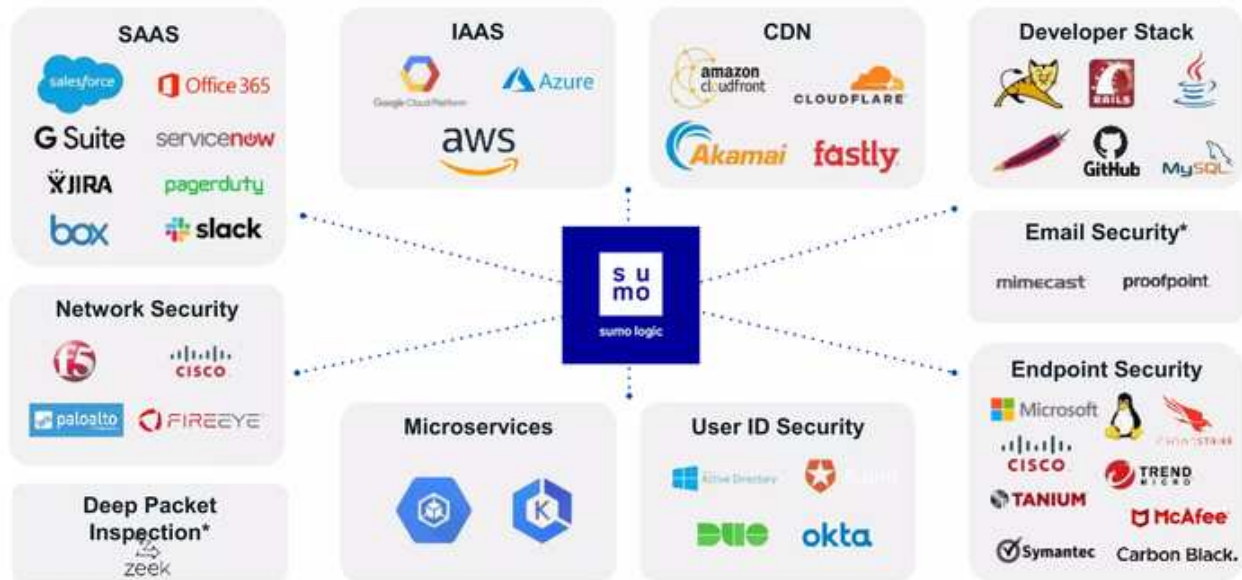 SAAS
salesforce
Office 365
G Suite
servicenow
JIRA
pagerduty
box
slack
IAAS
Google Cloud Platform
Azure
aws
CDN
amazon
cloudfront
CLOUDFLARE
Akamai
fastly
Developer Stack
RAILS
GitHub
MySQL
Email Security*
mimecast
proofpoint
s u
mo
sumo logic
Network Security
f5
CISCO
paloalto
FIREEYE
Deep Packet
Inspection*
zeek
Microservices
K
User ID Security
Active Directory
DUO
okta
Endpoint Security
Microsoft
CROWDSTRIKE
CISCO
TREND
MICRO
TANIUM
McAfee
Symantec
Carbon Black.